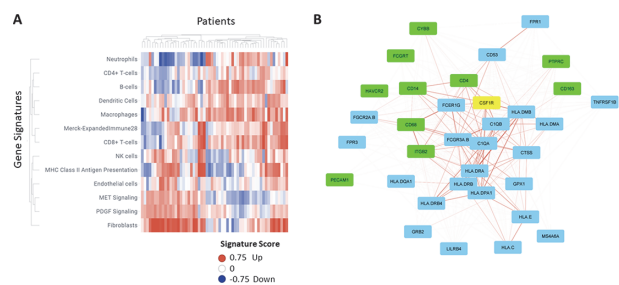 A
Patients
Gene Signatures
Neutrophils
CD4+ T-cells
B-cells
Dendritic Cells
Macrophages
Merck-ExpandedImmune28
CD8+ T-cells
NK cells
MHC Class II Antigen Presentation
Endothelial cells
MET Signaling
PDGF Signaling
Fibroblasts
Signature Score
0.75 Up
0
-0.75 Down
B
FPR1
CYBB
CD53
FCGRT
PTPRC
CD4
CD14
CD163
HAVCR2
CSF1R
FCER1G
TNFRSF1B
HLA.DMB
FGCR2A.B
CD86
C1QB
HLA.DMA
FCGR3A.B
C1QA
FPR3
ITGB2
CTSS
HLA.DRA
PECAM1
HLA.DQA1
HLA.DRB
GPX1
HLA.DPA1
HLA.DRB4
HLA.E
GRB2
MS4A6A
LILRB4
HLA.C